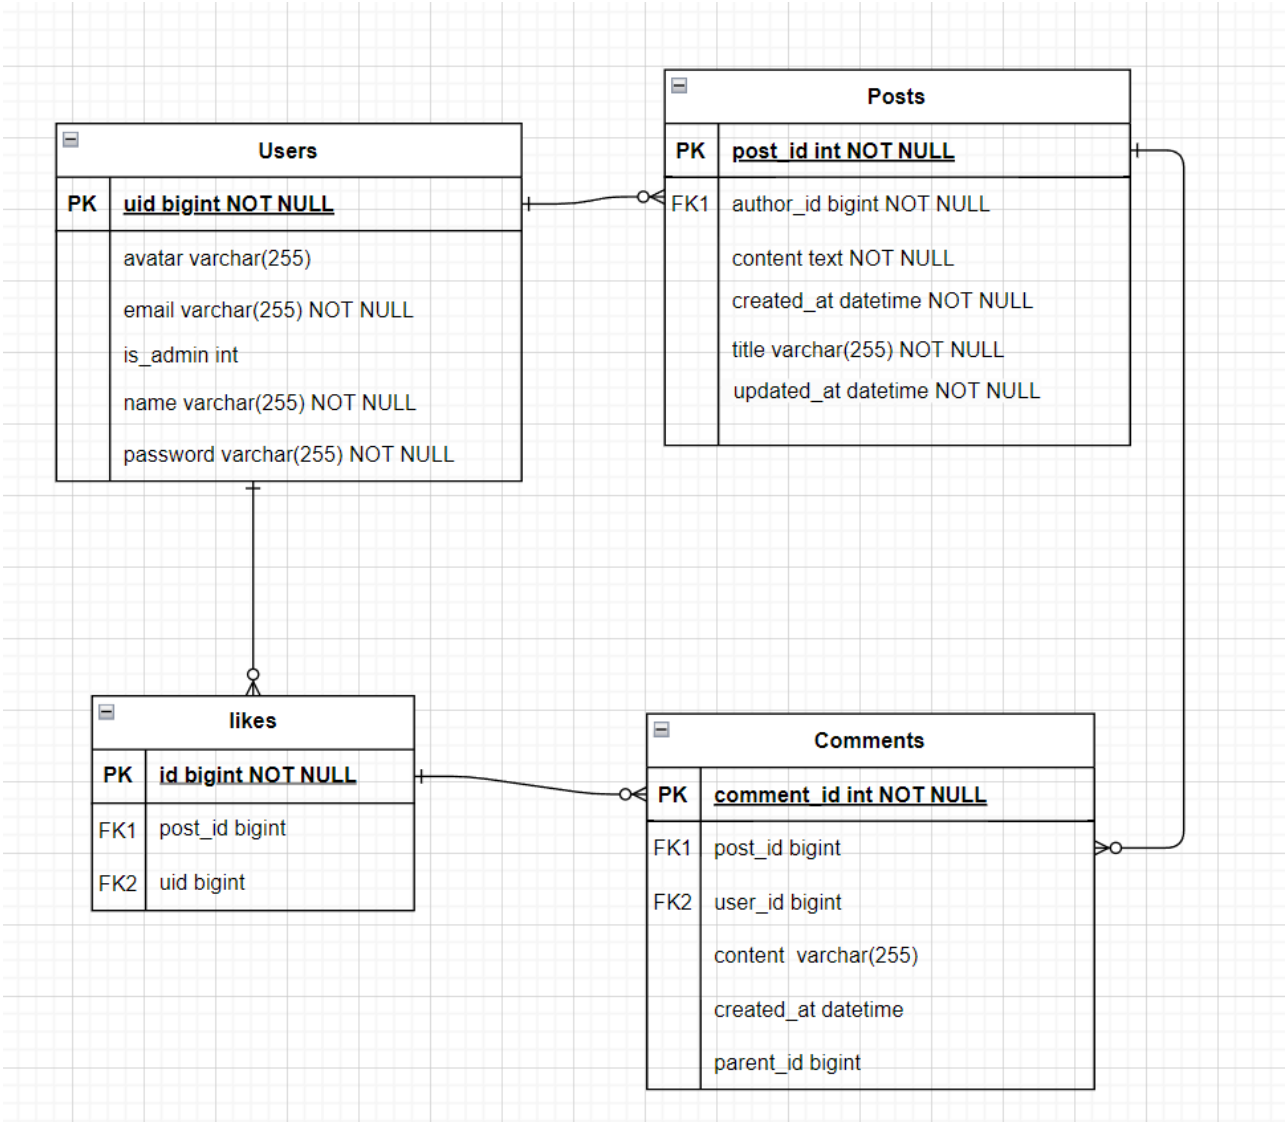 Users
PK uid bigint NOT NULL
avatar varchar(255)
email varchar(255) NOT NULL
is_admin int
name varchar(255) NOT NULL
password varchar(255) NOT NULL
Posts
PK post_id int NOT NULL
FK1 author_id bigint NOT NULL
content text NOT NULL
created_at datetime NOT NULL
title varchar(255) NOT NULL
updated_at datetime NOT NULL
likes
PK id bigint NOT NULL
FK1 post_id bigint
FK2 uid bigint
Comments
PK comment_id int NOT NULL
FK1 post_id bigint
FK2 user_id bigint
content varchar(255)
created_at datetime
parent_id bigint